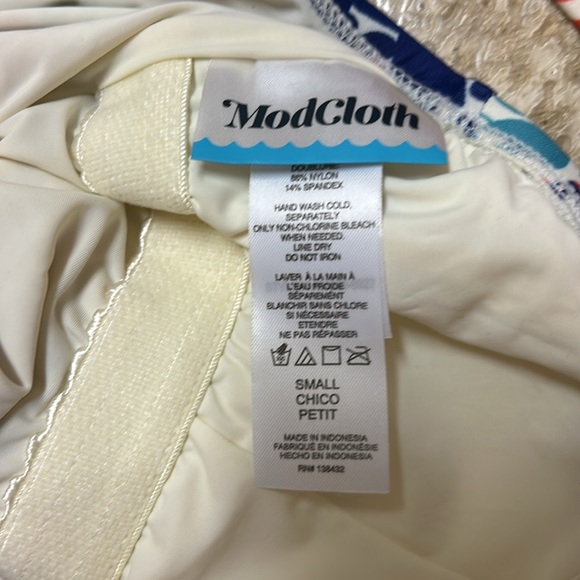 ModCloth
DOUBLURE:
86% NYLON
14% SPANDEX
HAND WASH COLD.
SEPARATELY
ONLY NON-CHLORINE BLEACH
WHEN NEEDED.
LINE DRY
DO NOT IRON
LAVER À LA MAIN À
L'EAU FROIDE
SÉPARÉMENT
BLANCHIR SANS CHLORE
SI NÉCESSAIRE
ETENDRE
NE PAS REPASSER
SMALL
CHICO
PETIT
MADE IN INDONESIA
FABRIQUÉ EN INDONÉSIE
HECHO EN INDONESIA
RN# 138432